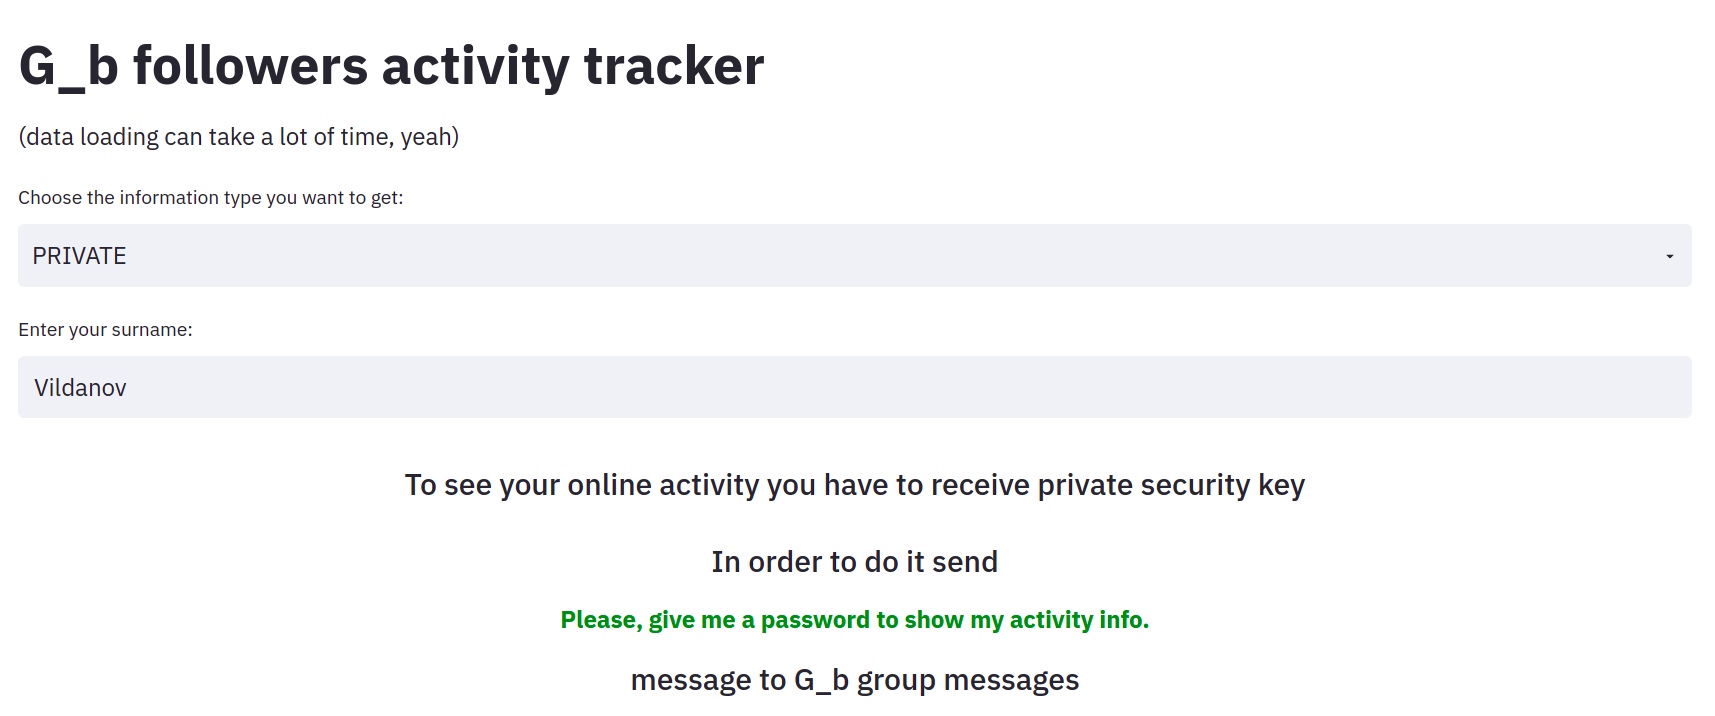 G_b followers activity tracker
(data loading can take a lot of time, yeah)
Choose the information type you want to get:
PRIVATE
Enter your surname:
Vildanov
To see your online activity you have to receive private security key
In order to do it send
Please, give me a password to show my activity info.
message to G_b group messages